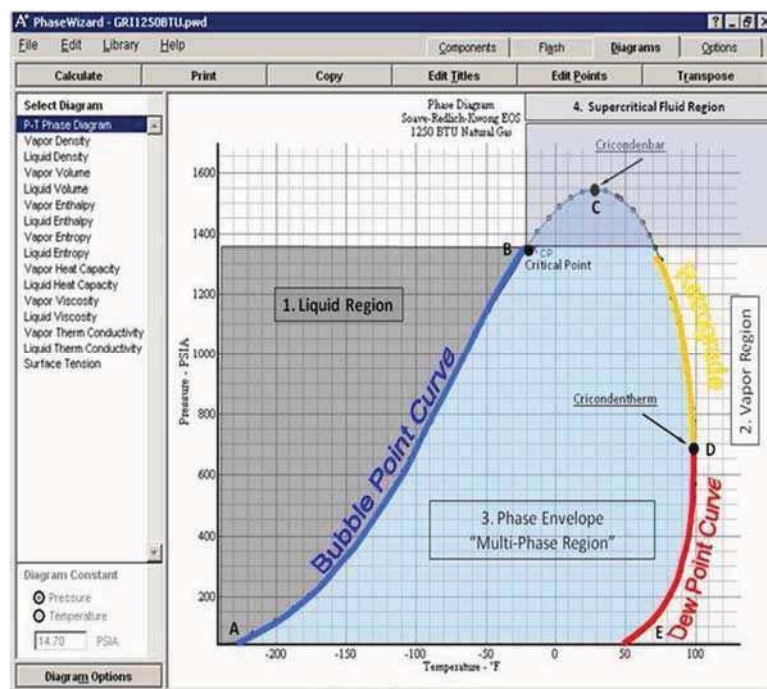 PhaseWizard - GRI1250BTU.pwd
File Edit Library Help
Components Flash Diagrams Options
Calculate Print Copy Edit Titles Edit Points Transpose
Select Diagram
P-T Phase Diagram
Vapor Density
Liquid Density
Vapor Volume
Liquid Volume
Vapor Enthalpy
Liquid Enthalpy
Vapor Entropy
Liquid Entropy
Vapor Heat Capacity
Liquid Heat Capacity
Vapor Viscosity
Liquid Viscosity
Vapor Therm Conductivity
Liquid Therm Conductivity
Surface Tension
Diagram Constant
Pressure
Temperature
14.70 PSIA
Diagram Options
Phase Diagram
Soave-Redlich-Kwong EOS
1250 BTU Natural Gas
4. Supercritical Fluid Region
Cricondenbar
C
B
CP
Critical Point
1. Liquid Region
Retrograde
2. Vapor Region
Cricondentherm
D
Bubble Point Curve
3. Phase Envelope
"Multi-Phase Region"
Dew Point Curve
A
E
Pressure - PSIA
1600
1400
1200
1000
800
600
400
200
-200 -150 -100 -50 0 50 100
Temperature - °F